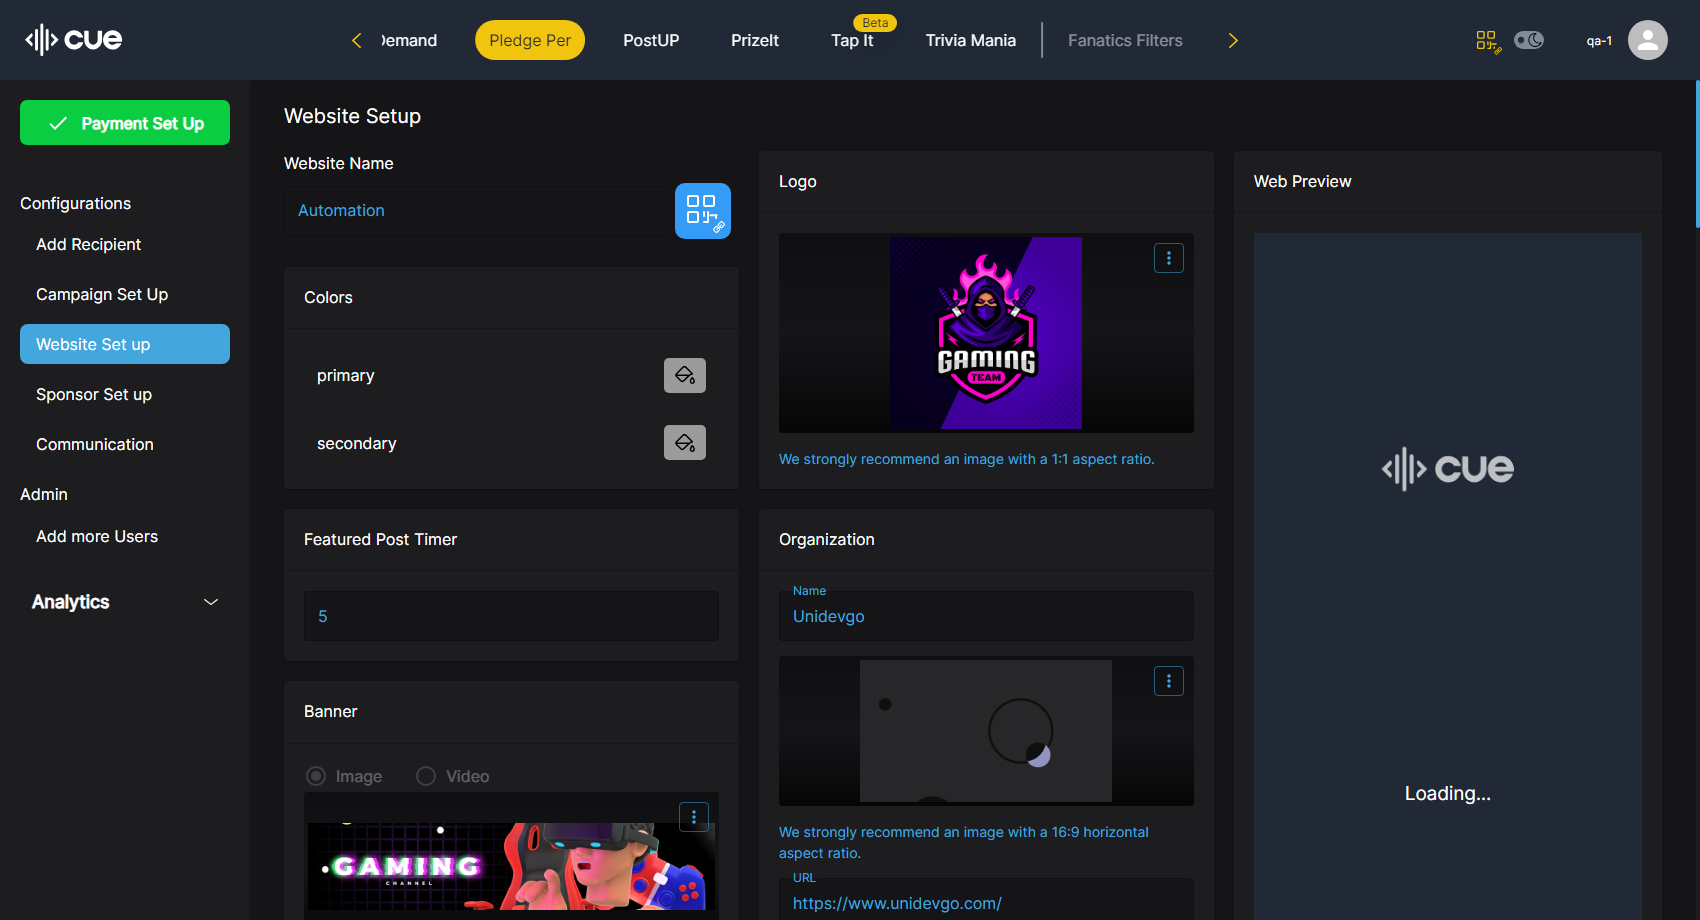 cue
Demand
Pledge Per
PostUP
PrizeIt
Beta
Tap It
Trivia Mania
Fanatics Filters
qa-1
Payment Set Up
Configurations
Add Recipient
Campaign Set Up
Website Set up
Sponsor Set up
Communication
Admin
Add more Users
Analytics
Website Setup
Website Name
Automation
Colors
primary
secondary
Featured Post Timer
5
Banner
Image
Video
GAMING
CHANNEL
Logo
GAMING
TEAM
We strongly recommend an image with a 1:1 aspect ratio.
Organization
Name
Unidevgo
We strongly recommend an image with a 16:9 horizontal
aspect ratio.
URL
https://www.unidevgo.com/
Web Preview
cue
Loading...